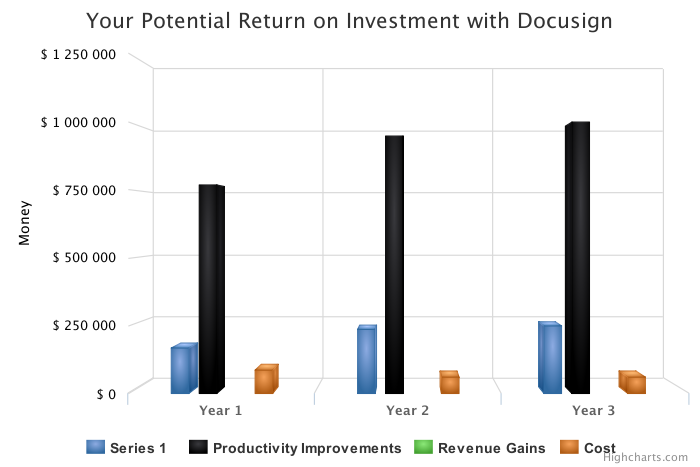 Your Potential Return on Investment with Docusign
$ 1 250 000
$ 1 000 000
$ 750 000
$ 500 000
$ 250 000
$ 0
Money
Year 1
Year 2
Year 3
Series 1
Productivity Improvements
Revenue Gains
Cost
Highcharts.com